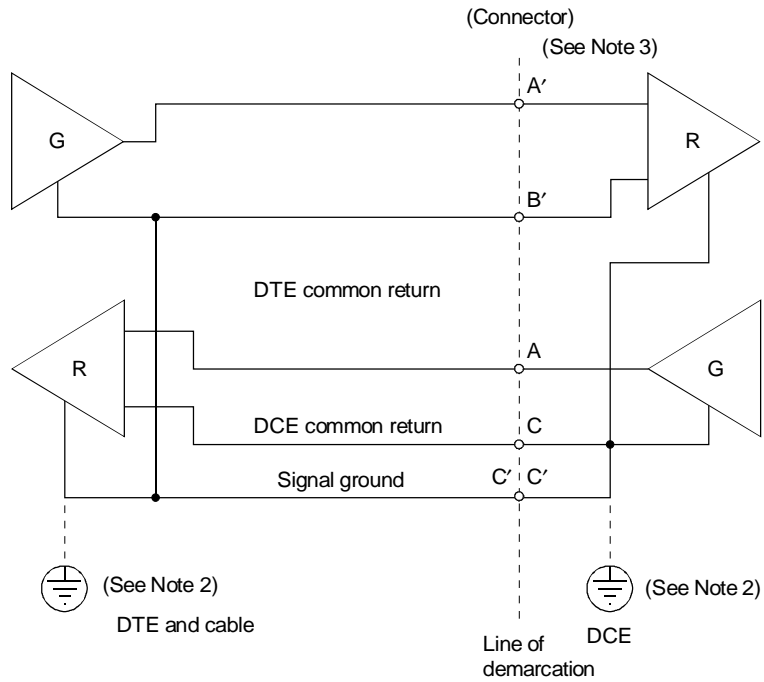 (Connector)
(See Note 3)
A′
G
R
B′
DTE common return
A
R
G
DCE common return
C
Signal ground
C′
C′
(See Note 2)
(See Note 2)
DTE and cable
DCE
Line of
demarcation